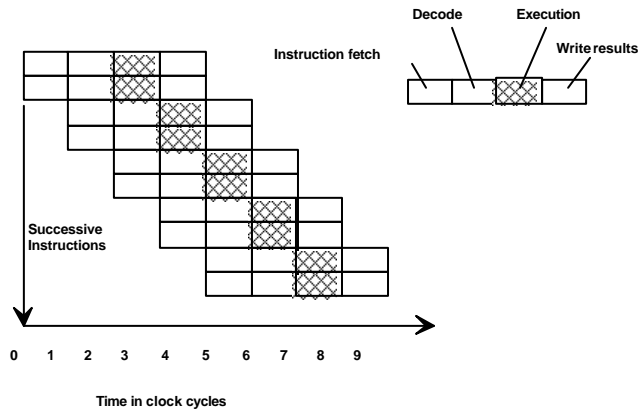 Decode Execution
Instruction fetch
Write results
Successive
Instructions
0 1 2 3 4 5 6 7 8 9
Time in clock cycles